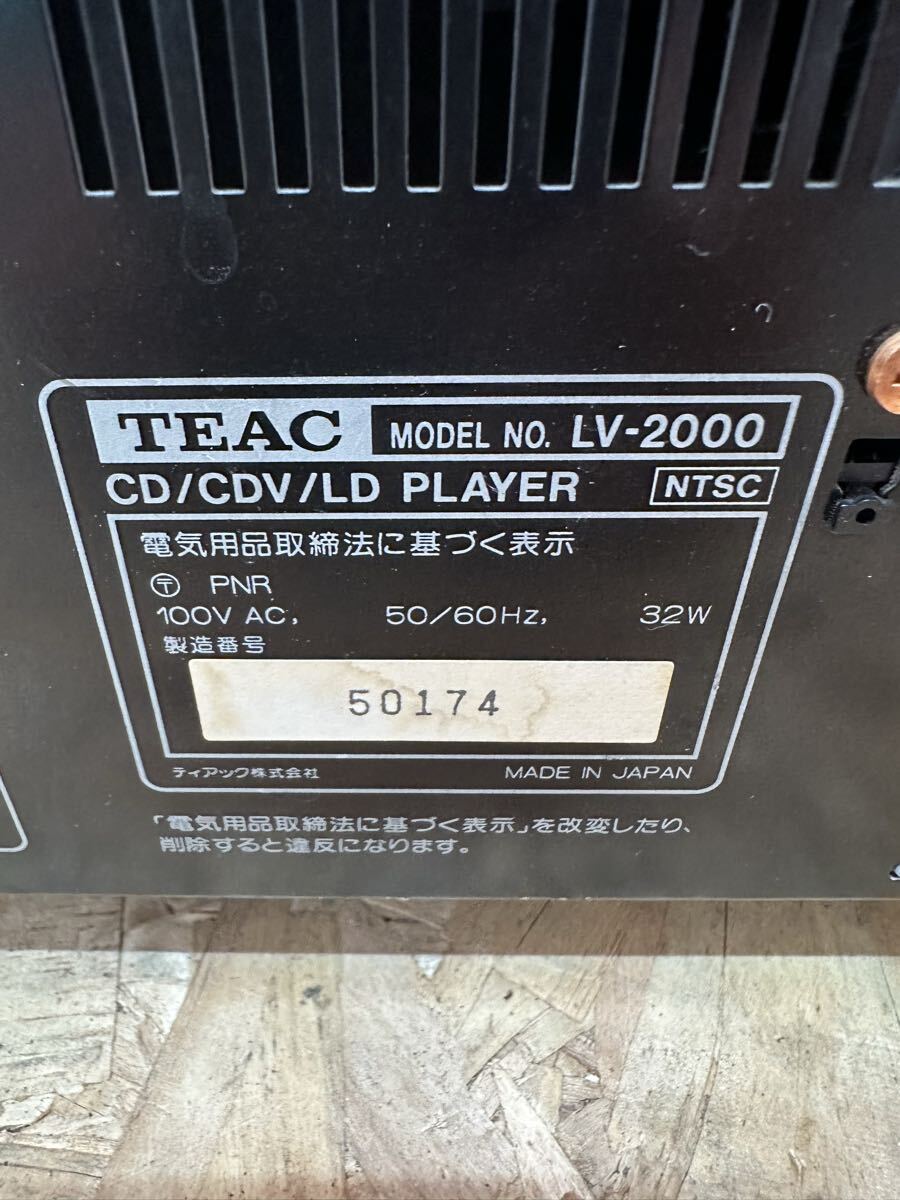 TEAC MODEL NO. LV-2000
CD/CDV/LD PLAYER NTSC
電気用品取締法に基づく表示
〶 PNR
100V AC, 50/60Hz, 32W
製造番号
50174
ティアック株式会社 MADE IN JAPAN
「電気用品取締法に基づく表示」を改変したり、
削除すると違反になります。